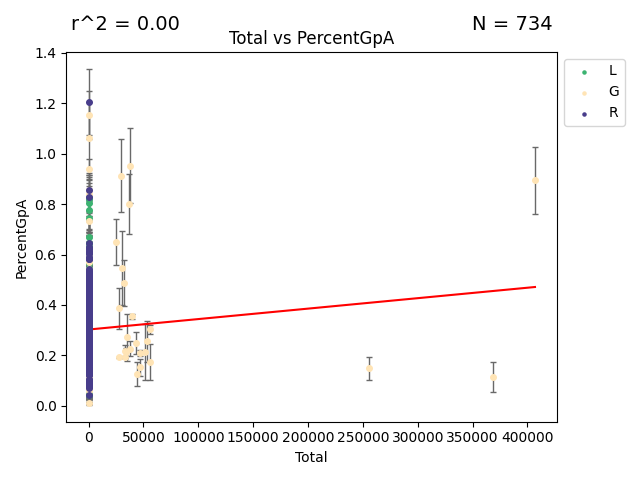 r^2 = 0.00
N = 734
Total vs PercentGpA
1.4
1.2
1.0
0.8
0.6
0.4
0.2
0.0
PercentGpA
0
50000
100000
150000
200000
250000
300000
350000
400000
Total
L
G
R